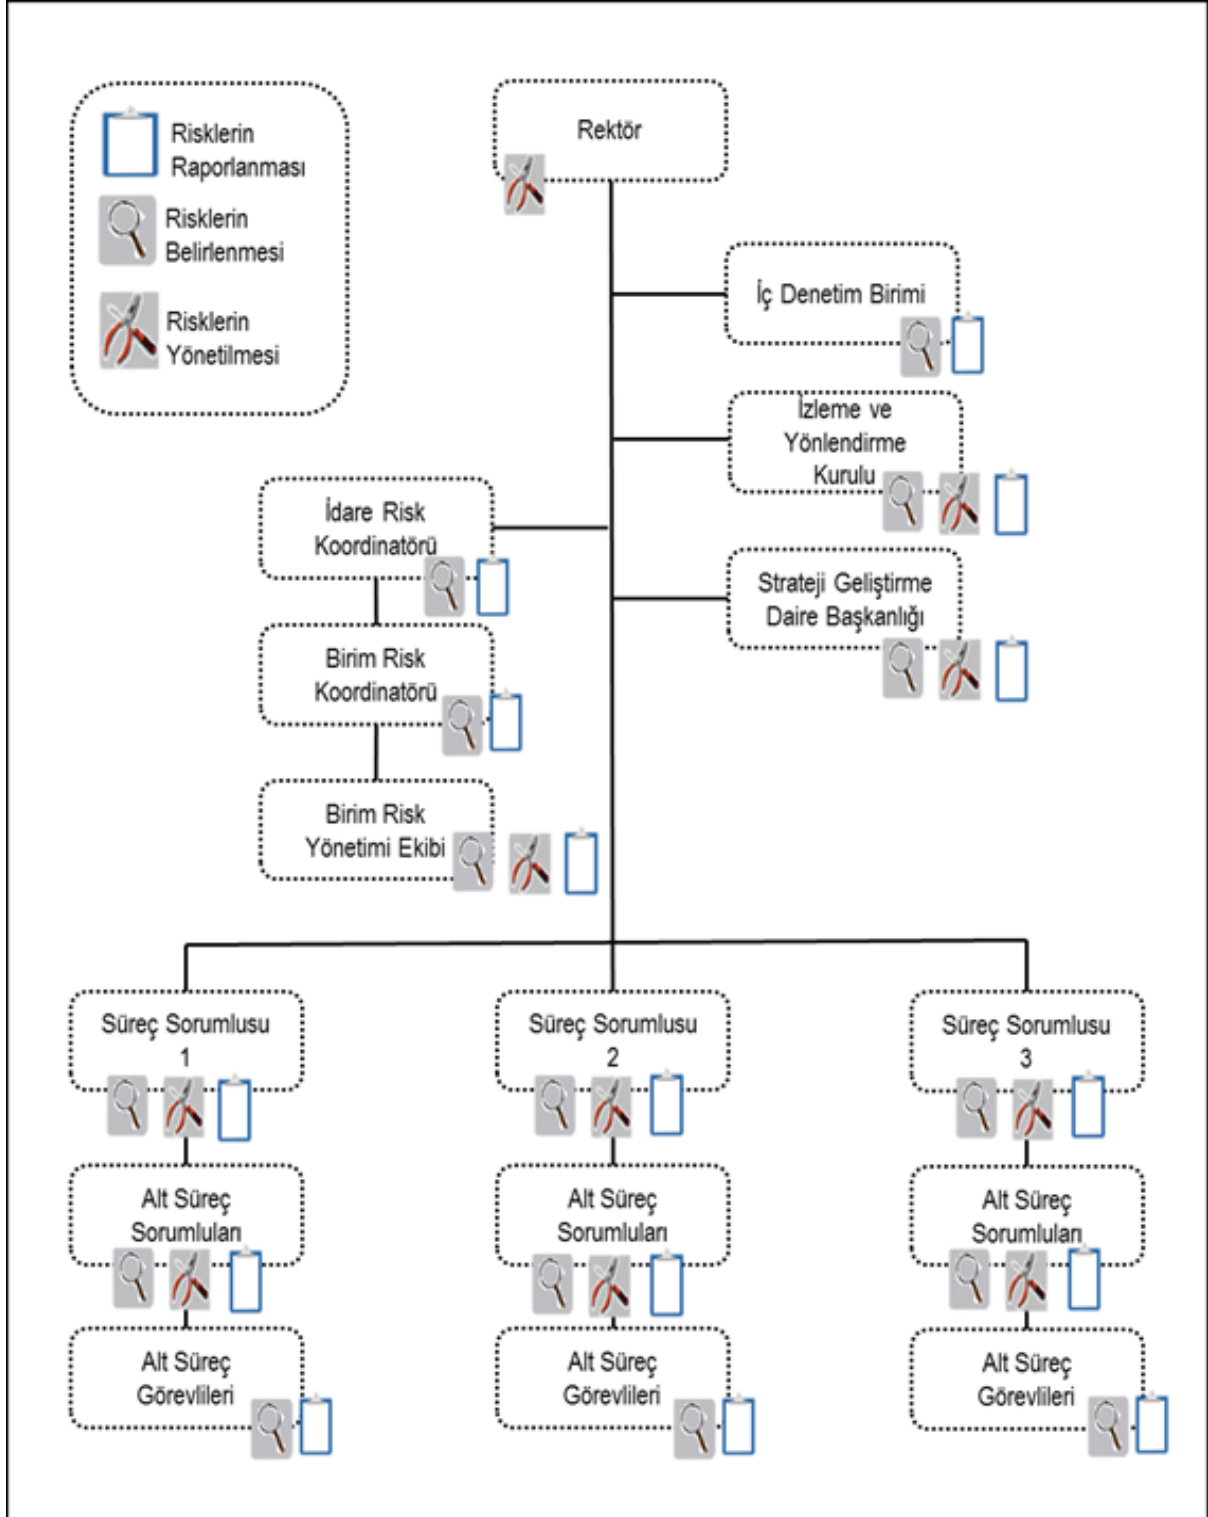 Risklerin
Raporlanması
Risklerin
Belirlenmesi
Risklerin
Yönetilmesi
Rektör
İç Denetim Birimi
İzleme ve
Yönlendirme
Kurulu
İdare Risk
Koordinatörü
Strateji Geliştirme
Daire Başkanlığı
Birim Risk
Koordinatörü
Birim Risk
Yönetimi Ekibi
Süreç Sorumlusu
1
Süreç Sorumlusu
2
Süreç Sorumlusu
3
Alt Süreç
Sorumluları
Alt Süreç
Sorumluları
Alt Süreç
Sorumluları
Alt Süreç
Görevlileri
Alt Süreç
Görevlileri
Alt Süreç
Görevlileri